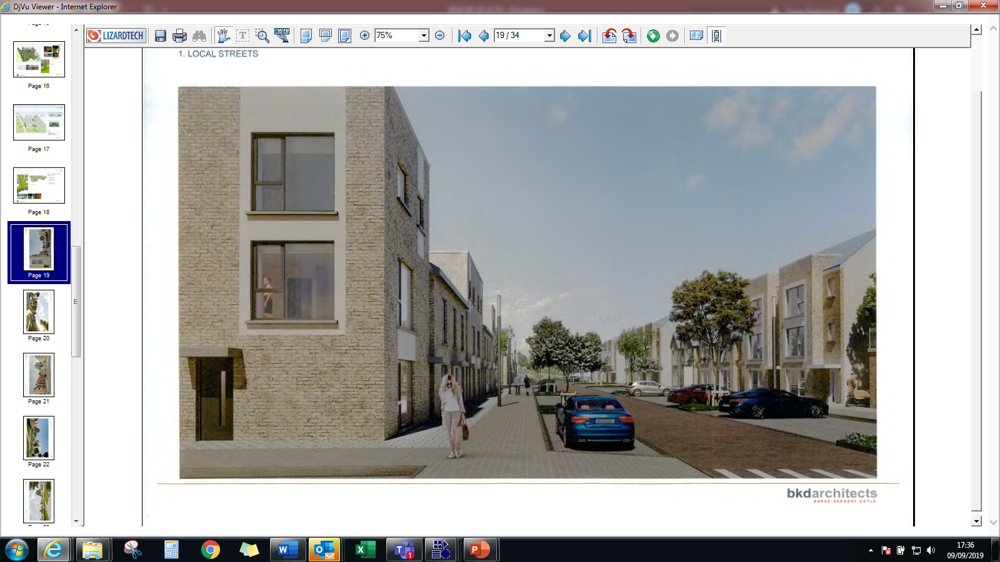 DjVu Viewer - Internet Explorer
LIZARDTECH
75%
19 / 34
Page 16
Page 17
Page 18
Page 19
Page 20
Page 21
Page 22
1. LOCAL STREETS
bkdarchitects
BURKE-KENNEDY DOYLE
1
17:36
09/09/2019